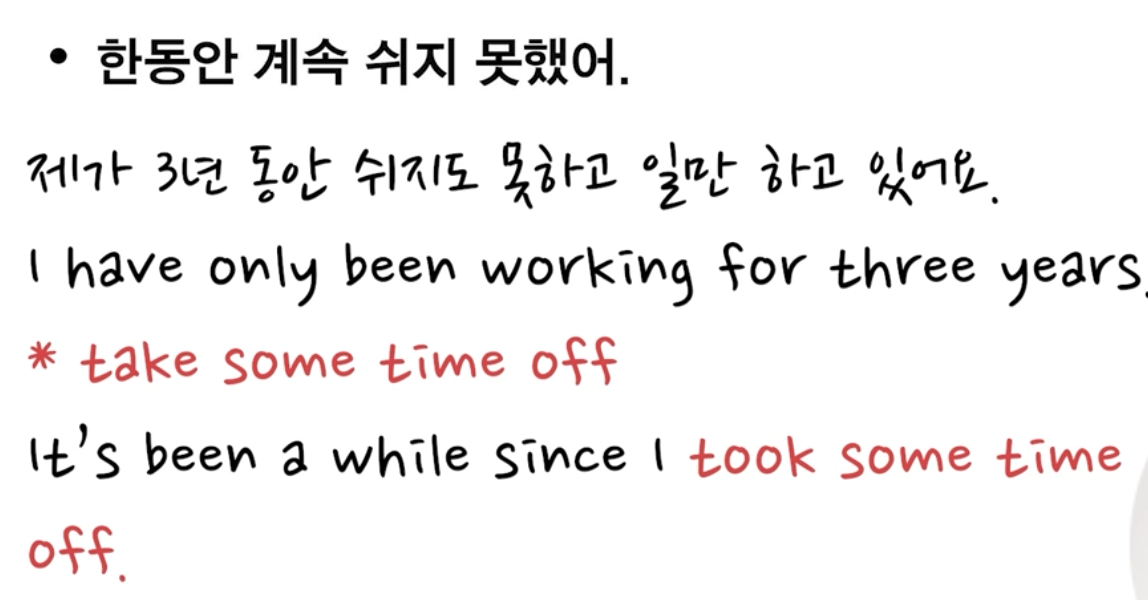 • 한동안 계속 쉬지 못했어.
제가 3년 동안 쉬지도 못하고 일만 하고 있어요.
I have only been working for three years.
* take some time off
It's been a while since I took some time
off.